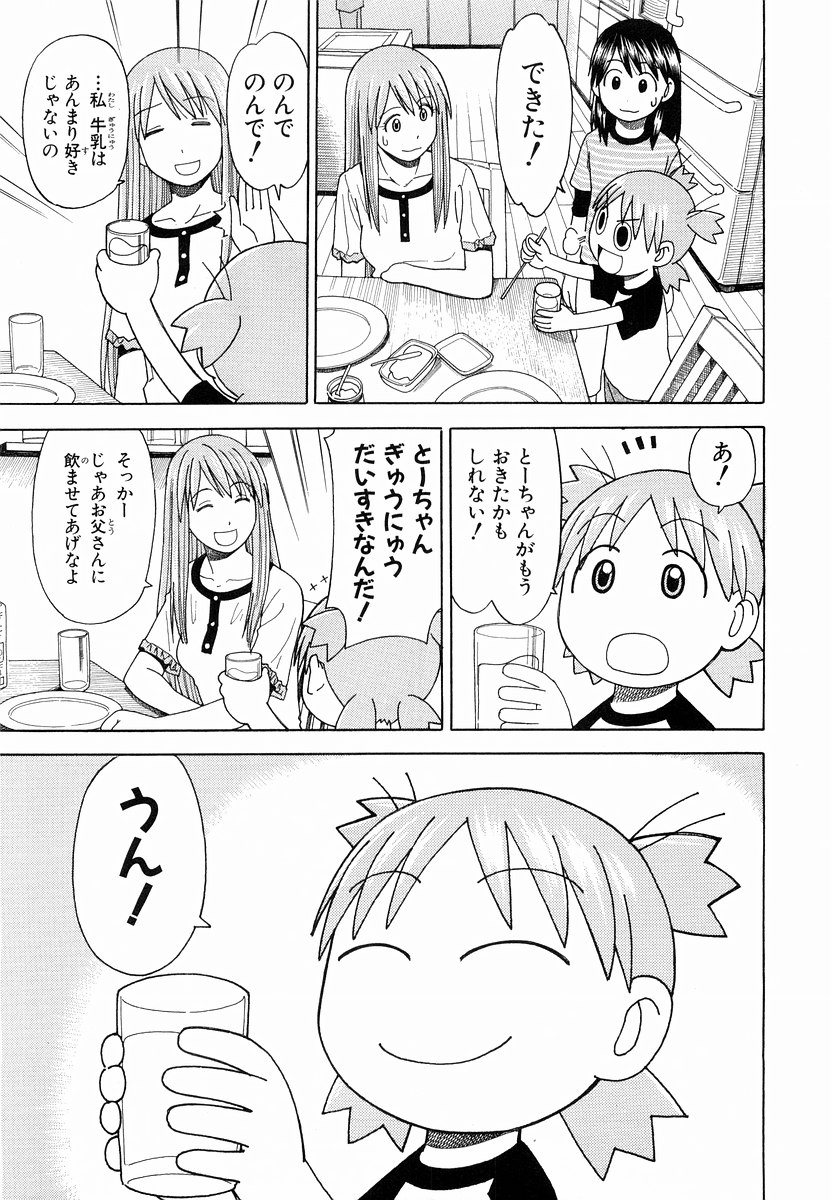 できた!
のんで
のんで!
…私 牛乳は
あんまり好き
じゃないの
あ!
とーちゃんがもう
おきたかも
しれない!
とーちゃん
ぎゅうにゅう
だいすきなんだ!
そっかー
じゃあお父さんに
飲ませてあげなよ
うん!